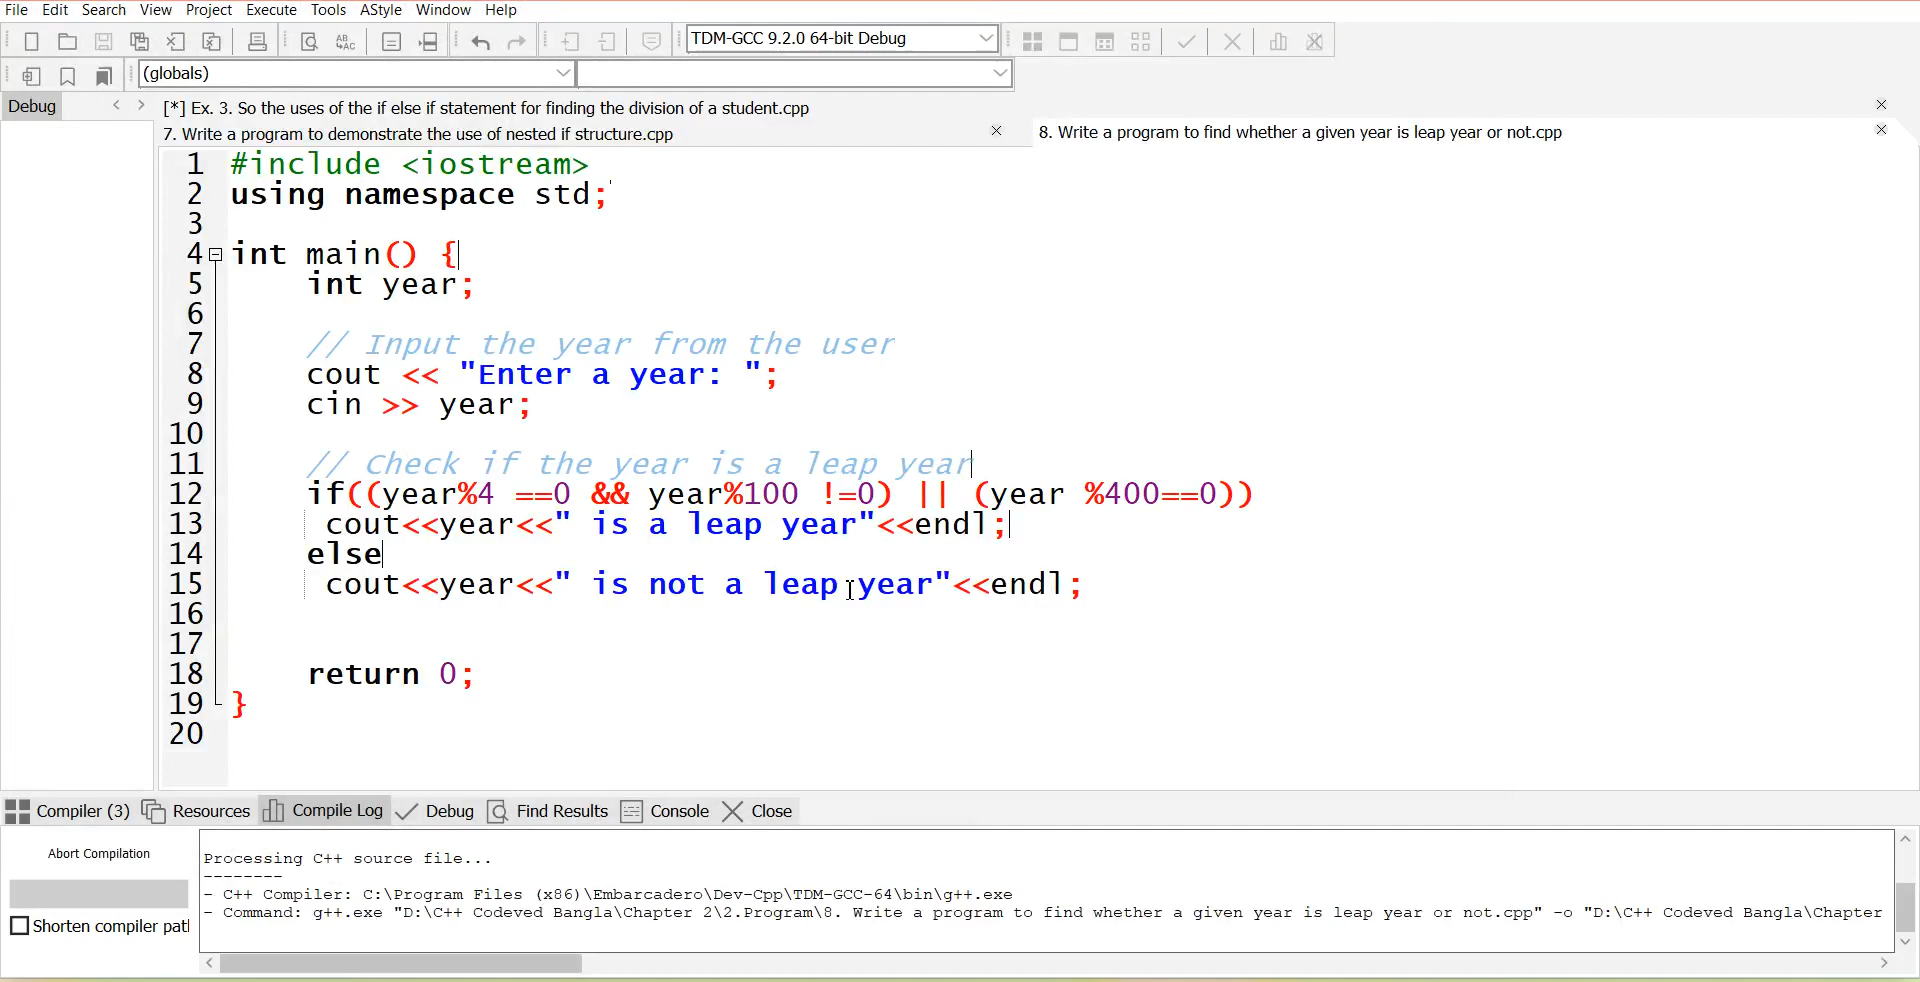 File Edit Search View Project Execute Tools AStyle Window Help
TDM-GCC 9.2.0 64-bit Debug
(globals)
Debug
[*] Ex. 3. So the uses of the if else if statement for finding the division of a student.cpp
7. Write a program to demonstrate the use of nested if structure.cpp
8. Write a program to find whether a given year is leap year or not.cpp
1 #include <iostream>
2 using namespace std;
3
4 int main() {
5 int year;
6
7 // Input the year from the user
8 cout << "Enter a year: ";
9 cin >> year;
10
11 // Check if the year is a leap year
12 if((year%4 ==0 && year%100 !=0) || (year %400==0))
13 cout<<year<<" is a leap year"<<endl;
14 else
15 cout<<year<<" is not a leap year"<<endl;
16
17
18 return 0;
19 }
20
Compiler (3) Resources Compile Log Debug Find Results Console Close
Abort Compilation
Shorten compiler pat
Processing C++ source file...
--------
- C++ Compiler: C:\Program Files (x86)\Embarcadero\Dev-Cpp\TDM-GCC-64\bin\g++.exe
- Command: g++.exe "D:\C++ Codeved Bangla\Chapter 2\2.Program\8. Write a program to find whether a given year is leap year or not.cpp" -o "D:\C++ Codeved Bangla\Chapter